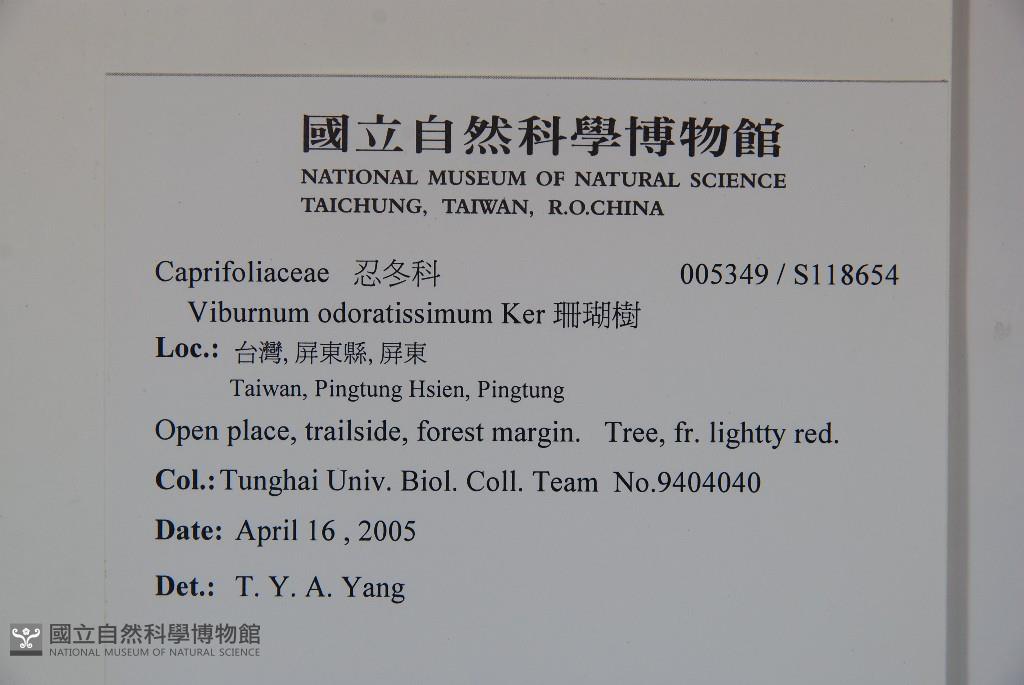 國立自然科學博物館
NATIONAL MUSEUM OF NATURAL SCIENCE
TAICHUNG, TAIWAN, R.O.CHINA
Caprifoliaceae 忍冬科 005349 / S118654
Viburnum odoratissimum Ker 珊瑚樹
Loc.: 台灣, 屏東縣, 屏東
Taiwan, Pingtung Hsien, Pingtung
Open place, trailside, forest margin. Tree, fr. lightty red.
Col.: Tunghai Univ. Biol. Coll. Team No.9404040
Date: April 16 , 2005
Det.: T. Y. A. Yang
國立自然科學博物館
NATIONAL MUSEUM OF NATURAL SCIENCE